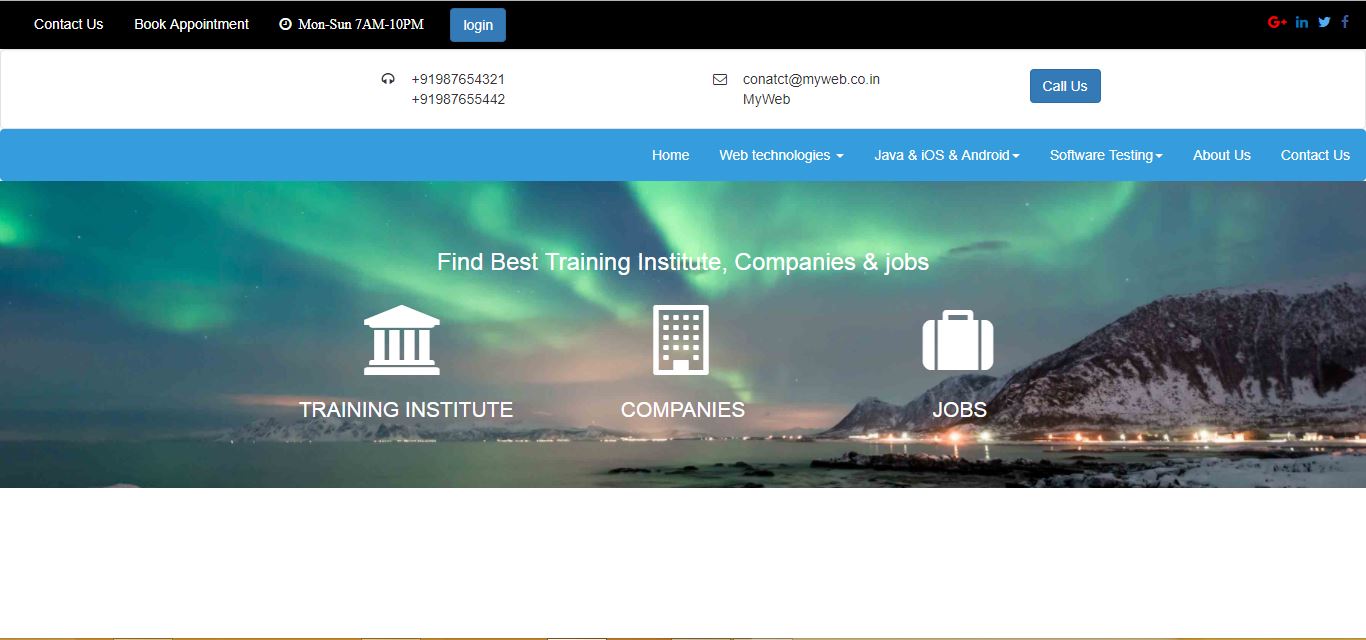 Contact Us Book Appointment Mon-Sun 7AM-10PM login G+ in f
+91987654321 conatct@myweb.co.in Call Us
+91987655442 MyWeb
Home Web technologies Java & iOS & Android Software Testing About Us Contact Us
Find Best Training Institute, Companies & jobs
TRAINING INSTITUTE COMPANIES JOBS